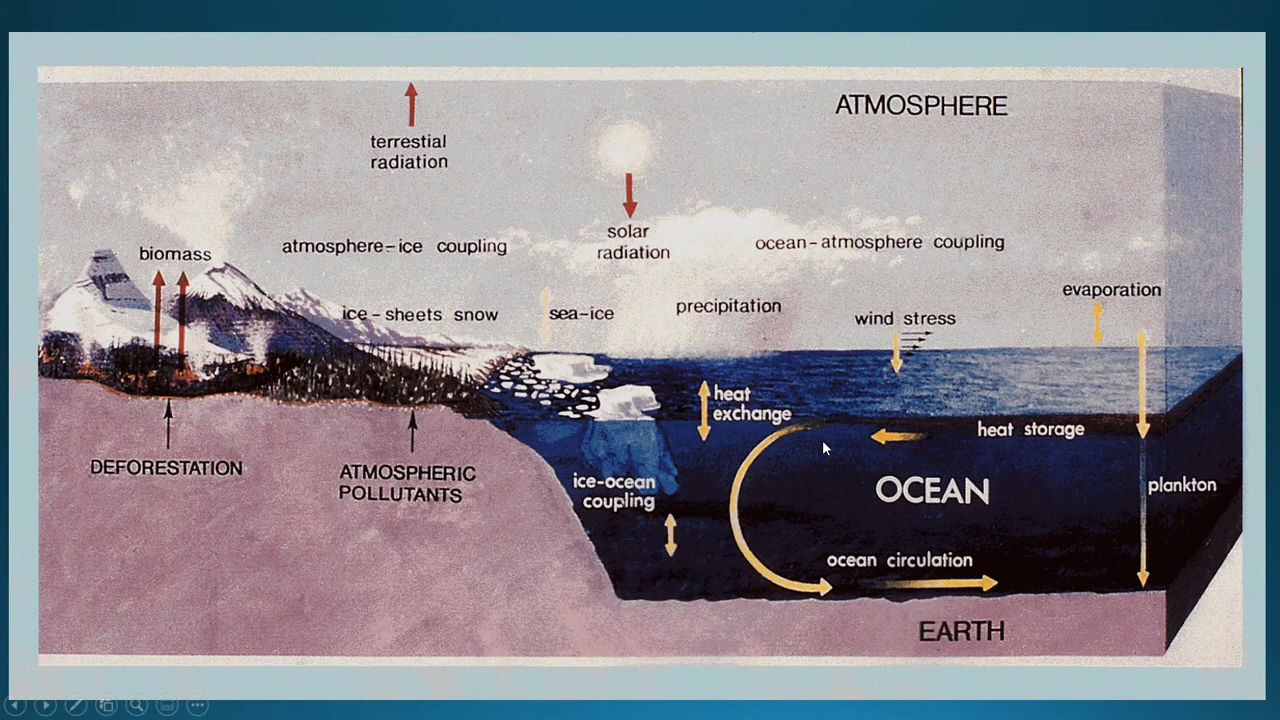 ATMOSPHERE
terrestial
radiation
biomass
atmosphere-ice coupling
solar
radiation
ocean-atmosphere coupling
evaporation
ice-sheets snow
sea-ice
precipitation
wind stress
heat
exchange
heat storage
DEFORESTATION
ATMOSPHERIC
POLLUTANTS
ice-ocean
coupling
OCEAN
plankton
ocean circulation
EARTH